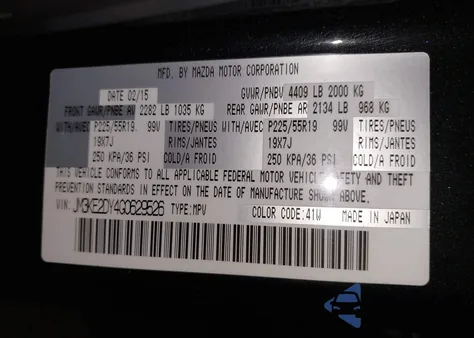 MFD. BY MAZDA MOTOR CORPORATION
DATE 02/15 GVWR/PNBV 4409 LB 2000 KG
FRONT GAWR/PNBE AV 2282 LB 1035 KG REAR GAWR/PNBE AR 2134 LB 968 KG
WITH/AVEC P225/55R19 99V TIRES/PNEUS WITH/AVEC P225/55R19 99V TIRES/PNEUS
19X7J 19X7J
250 KPA/36 PSI COLD/A FROID 250 KPA/36 PSI COLD/A FROID
THIS VEHICLE CONFORMS TO ALL APPLICABLE FEDERAL MOTOR VEHICLE SAFETY AND THEFT
PREVENTION STANDARDS IN EFFECT ON THE DATE OF MANUFACTURE SHOWN ABOVE.
VIN: JM3KE2DY4G0629526 TYPE:MPV COLOR CODE:41W MADE IN JAPAN